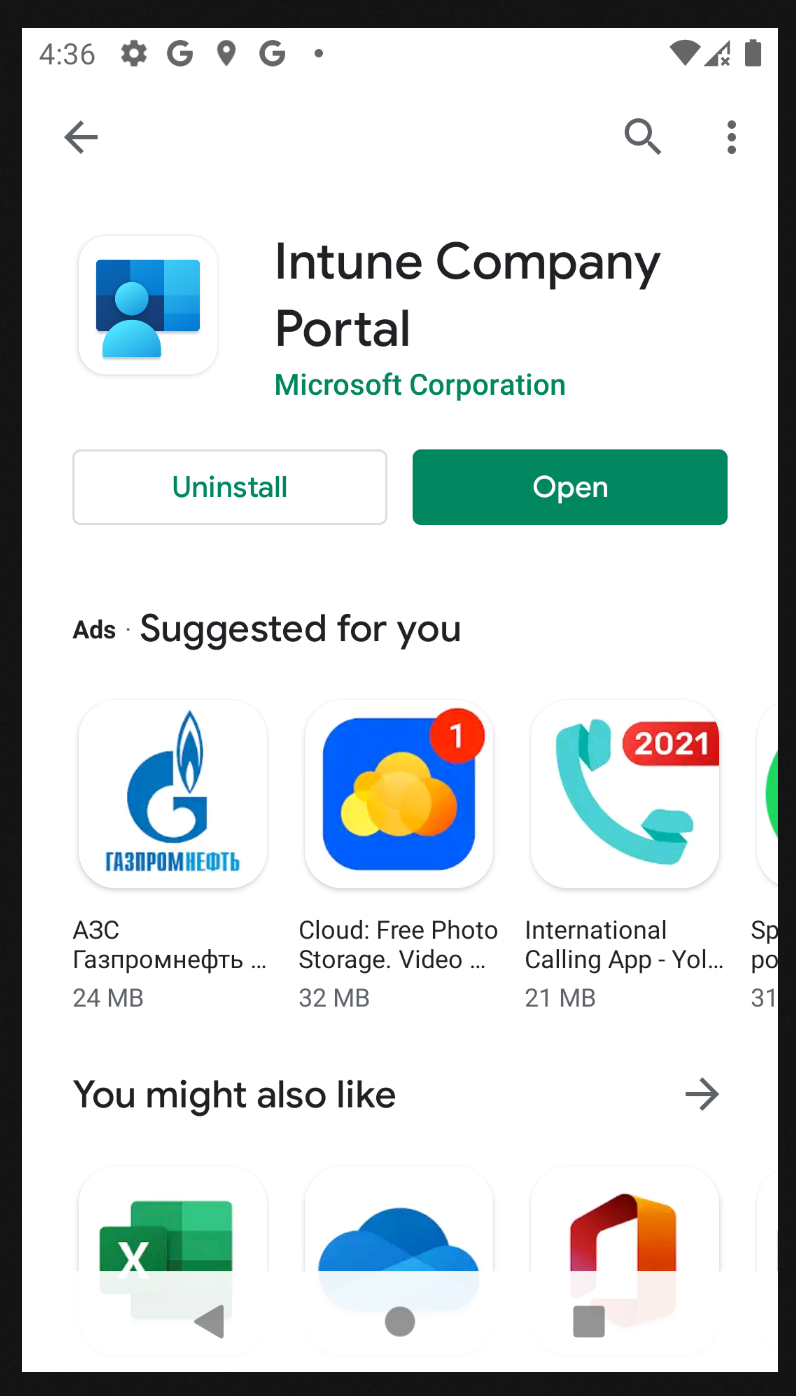 4:36
Intune Company
Portal
Microsoft Corporation
Uninstall
Open
Ads · Suggested for you
1
2021
ГАЗПРОМНЕФТЬ
АЗС
Газпромнефть ...
24 MB
Cloud: Free Photo
Storage. Video ...
32 MB
International
Calling App - Yol...
21 MB
Sp
po
31
You might also like
X